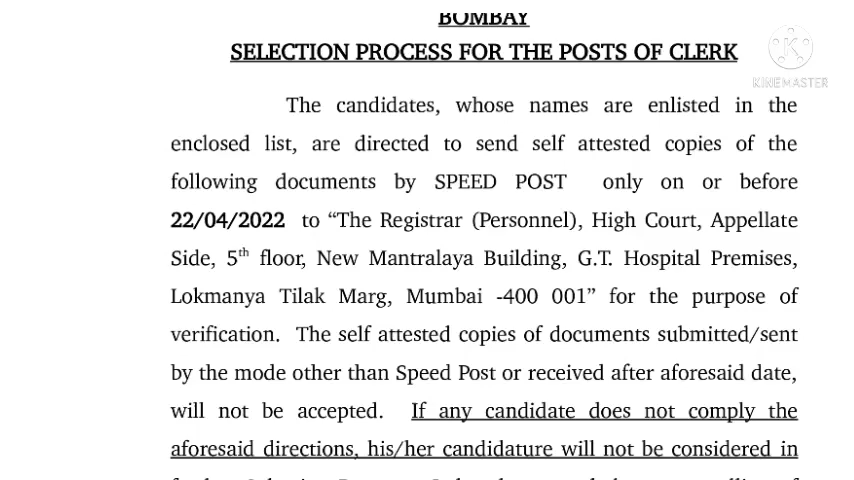 BOMBAY
SELECTION PROCESS FOR THE POSTS OF CLERK
KINEMASTER
The candidates, whose names are enlisted in the
enclosed list, are directed to send self attested copies of the
following documents by SPEED POST only on or before
22/04/2022 to “The Registrar (Personnel), High Court, Appellate
Side, 5th floor, New Mantralaya Building, G.T. Hospital Premises,
Lokmanya Tilak Marg, Mumbai -400 001” for the purpose of
verification. The self attested copies of documents submitted/sent
by the mode other than Speed Post or received after aforesaid date,
will not be accepted. If any candidate does not comply the
aforesaid directions, his/her candidature will not be considered in